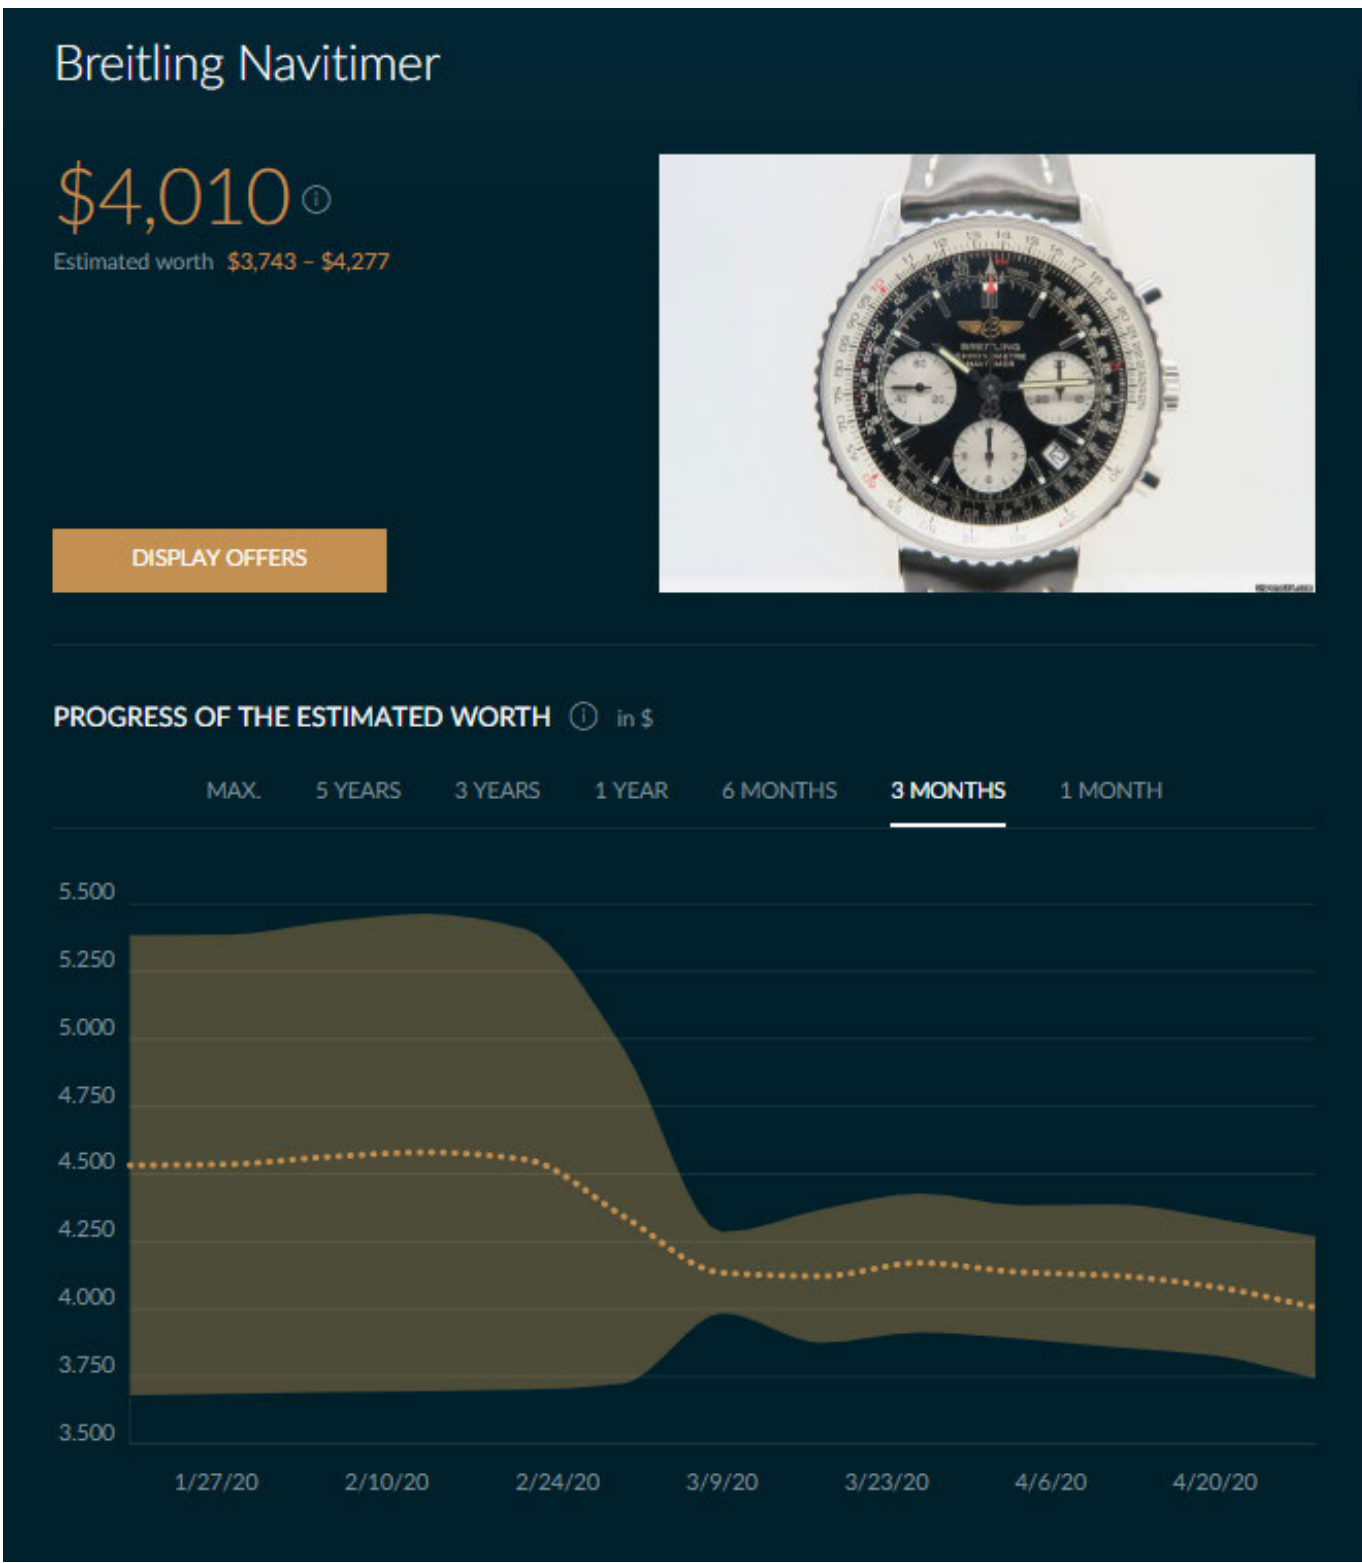 Breitling Navitimer
$4,010
Estimated worth $3,743 – $4,277
BREITLING
CHRONOMETRE
NAVITIMER
DISPLAY OFFERS
PROGRESS OF THE ESTIMATED WORTH in $
MAX. 5 YEARS 3 YEARS 1 YEAR 6 MONTHS 3 MONTHS 1 MONTH
5.500
5.250
5.000
4.750
4.500
4.250
4.000
3.750
3.500
1/27/20 2/10/20 2/24/20 3/9/20 3/23/20 4/6/20 4/20/20